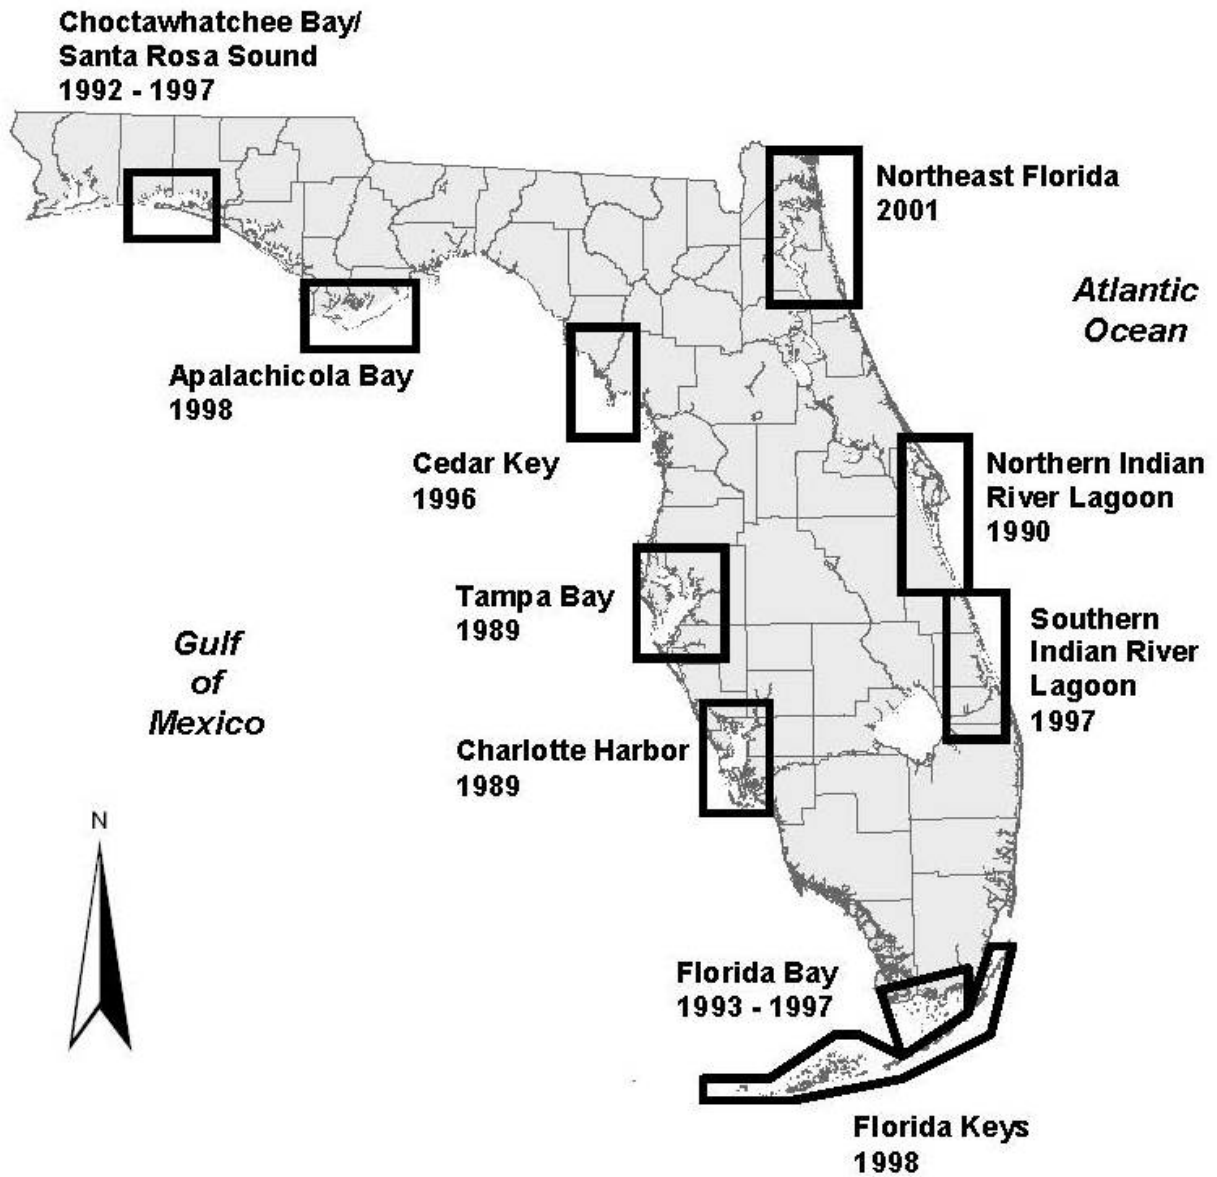 Choctawhatchee Bay/
Santa Rosa Sound
1992 - 1997
Northeast Florida
2001
Atlantic
Ocean
Apalachicola Bay
1998
Cedar Key
1996
Northern Indian
River Lagoon
1990
Tampa Bay
1989
Southern
Indian River
Lagoon
1997
Gulf
of
Mexico
Charlotte Harbor
1989
N
Florida Bay
1993 - 1997
Florida Keys
1998